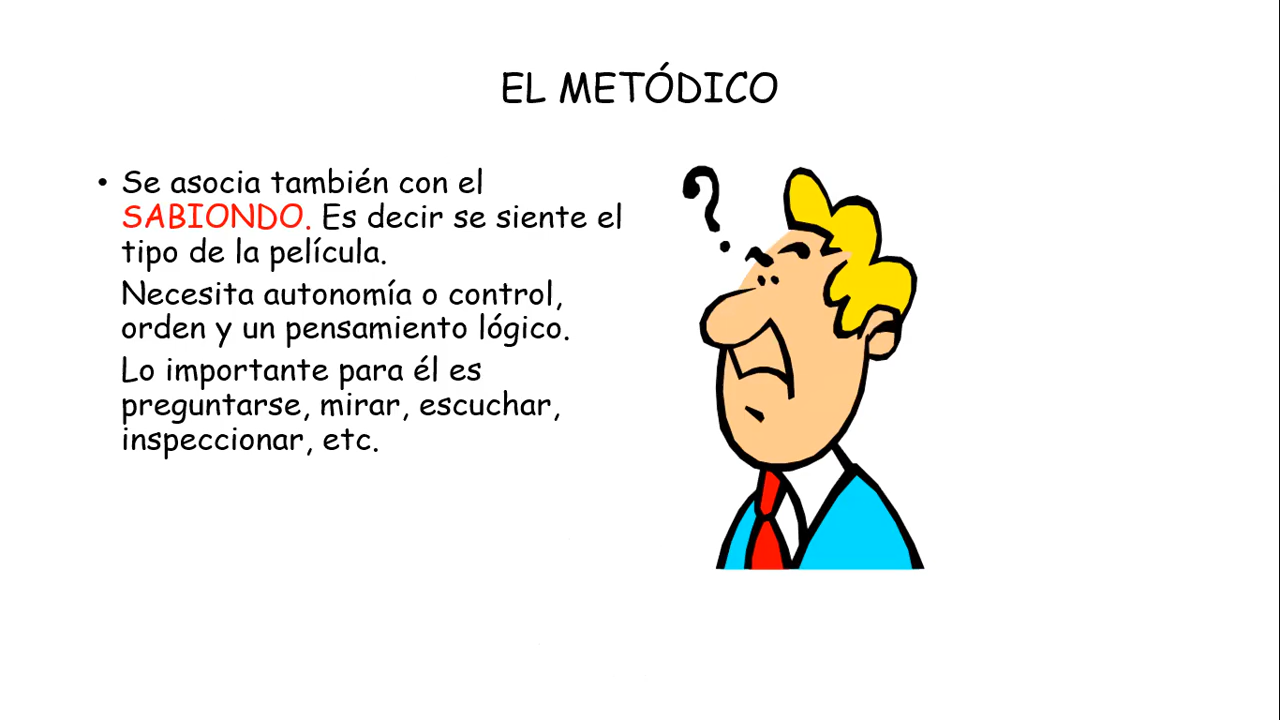 EL METÓDICO
• Se asocia también con el
SABIONDO. Es decir se siente el
tipo de la película.
Necesita autonomía o control,
orden y un pensamiento lógico.
Lo importante para él es
preguntarse, mirar, escuchar,
inspeccionar, etc.
?